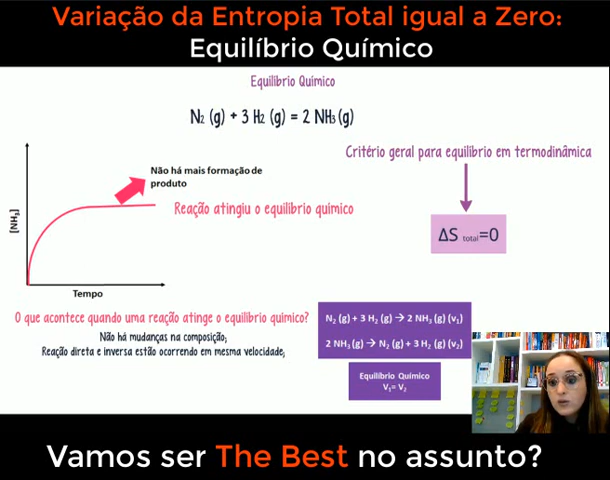 Variação da Entropia Total igual a Zero:
Equilíbrio Químico
Equilíbrio Químico
N₂ (g) + 3 H₂ (g) = 2 NH₃ (g)
Critério geral para equilíbrio em termodinâmica
Não há mais formação de
produto
Reação atingiu o equilíbrio químico
ΔS total=0
[NH₃]
Tempo
O que acontece quando uma reação atinge o equilíbrio químico?
Não há mudanças na composição;
Reação direta e inversa estão ocorrendo em mesma velocidade;
N₂ (g) + 3 H₂ (g) → 2 NH₃ (g) (v₁)
2 NH₃ (g) → N₂ (g) + 3 H₂ (g) (v₂)
Equilíbrio Químico
V₁= V₂
Vamos ser The Best no assunto?